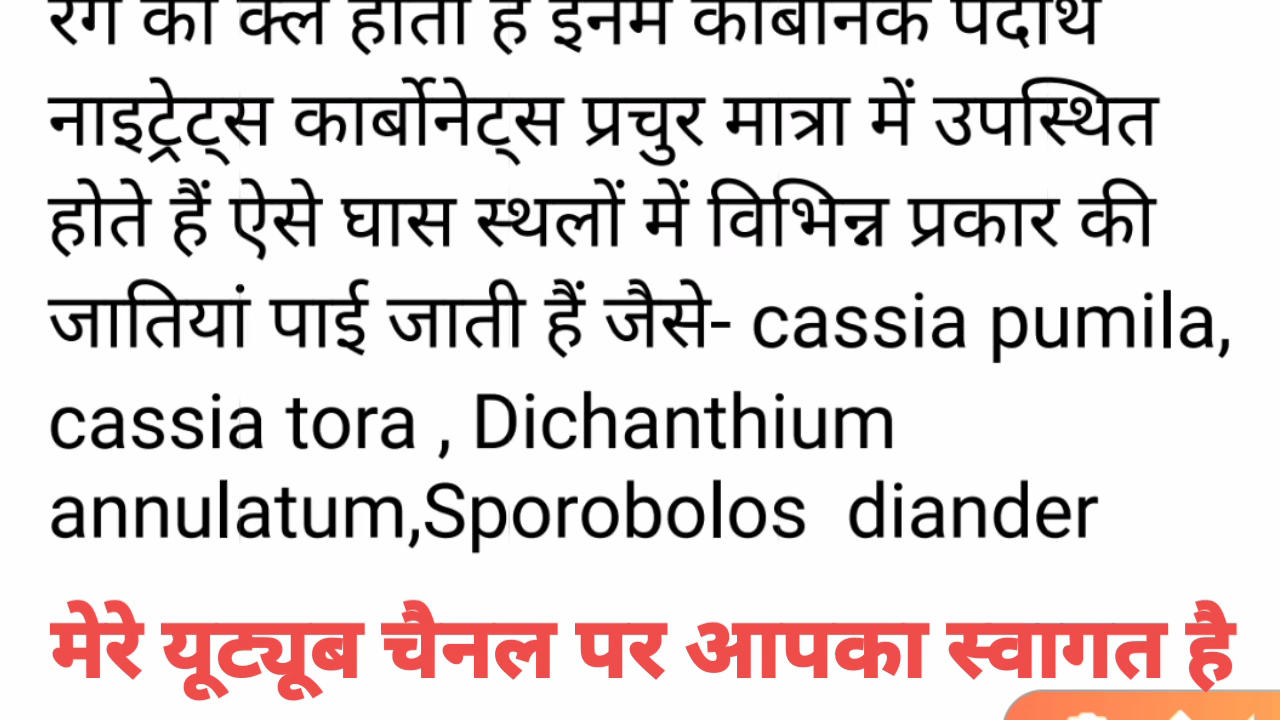 रंग का क्ले होता है इनमें कार्बनिक पदार्थ
नाइट्रेट्स कार्बोनेट्स प्रचुर मात्रा में उपस्थित
होते हैं ऐसे घास स्थलों में विभिन्न प्रकार की
जातियां पाई जाती हैं जैसे- cassia pumila,
cassia tora , Dichanthium
annulatum,Sporobolos diander
मेरे यूट्यूब चैनल पर आपका स्वागत है